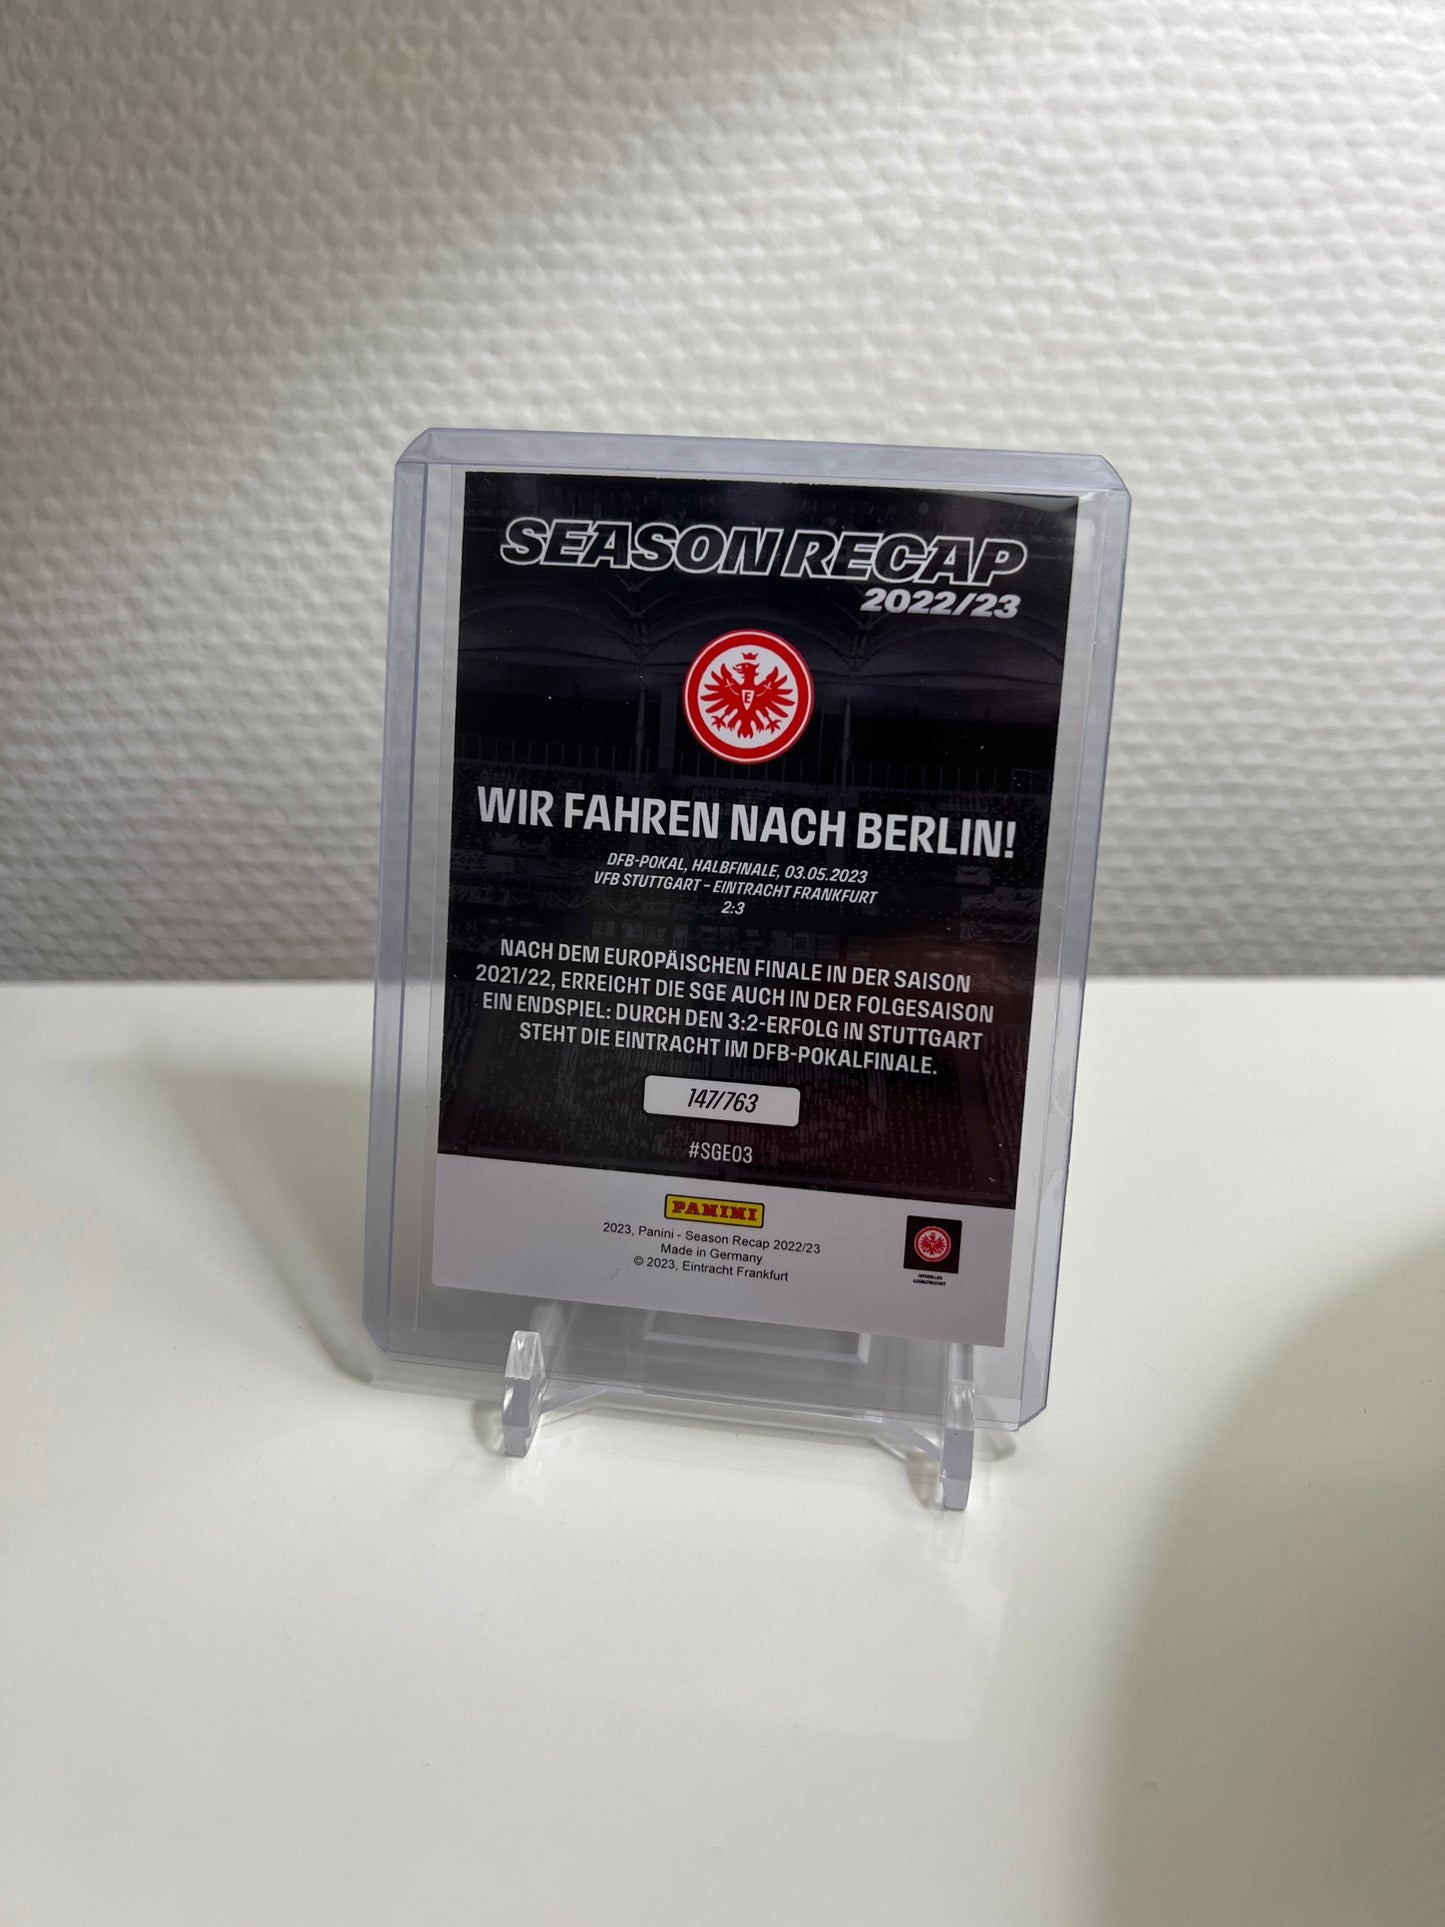 SEASON RECAP
2022/23
E
WIR FAHREN NACH BERLIN!
DFB-POKAL, HALBFINALE, 03.05.2023
VFB STUTTGART – EINTRACHT FRANKFURT
2:3
NACH DEM EUROPÄISCHEN FINALE IN DER SAISON
2021/22, ERREICHT DIE SGE AUCH IN DER FOLGESAISON
EIN ENDSPIEL: DURCH DEN 3:2-ERFOLG IN STUTTGART
STEHT DIE EINTRACHT IM DFB-POKALFINALE.
147/763
#SGE03
PANINI
2023, Panini - Season Recap 2022/23
Made in Germany
© 2023, Eintracht Frankfurt
OFFIZIELLES
LIZENZPRODUKT